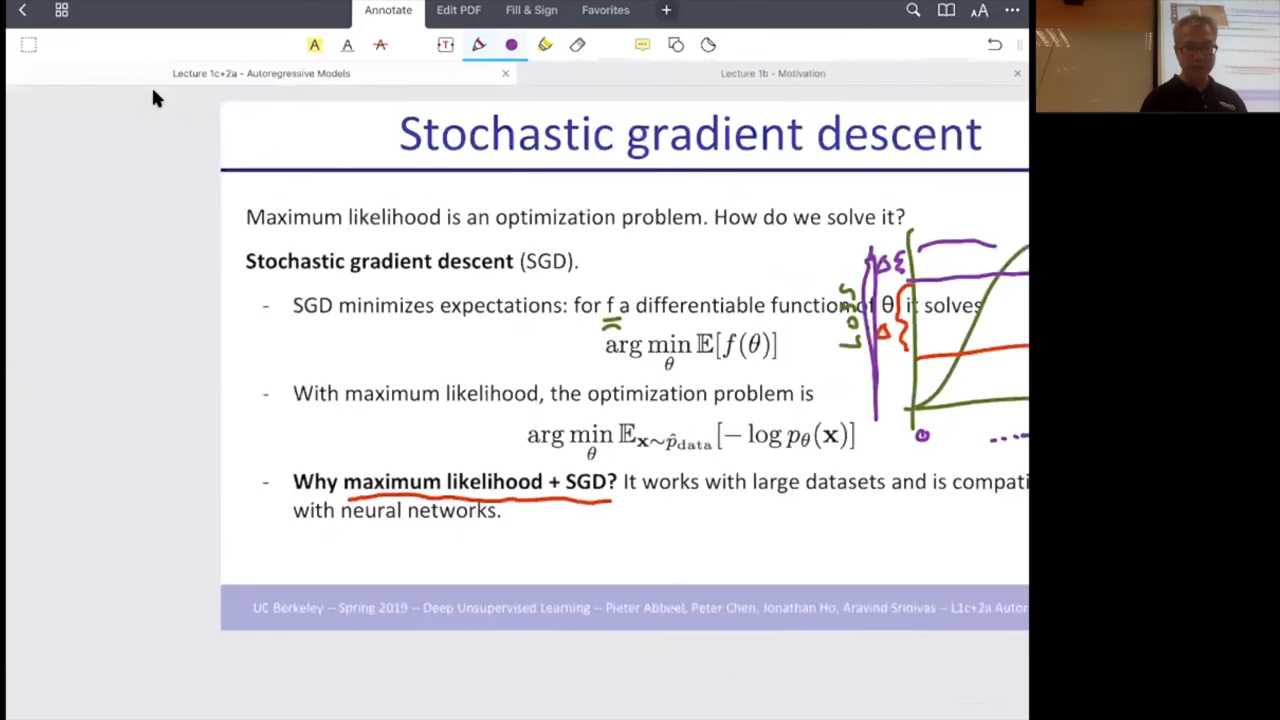 Annotate Edit PDF Fill & Sign Favorites +
Lecture 1c+2a - Autoregressive Models
Lecture 1b - Motivation
Stochastic gradient descent
Maximum likelihood is an optimization problem. How do we solve it?
Stochastic gradient descent (SGD).
- SGD minimizes expectations: for f a differentiable function of θ, it solves
arg min_θ 𝔼[f(θ)]
- With maximum likelihood, the optimization problem is
arg min_θ 𝔼_{x∼p̂_data}[− log p_θ(x)]
- Why maximum likelihood + SGD? It works with large datasets and is compati
with neural networks.
UC Berkeley -- Spring 2019 -- Deep Unsupervised Learning -- Pieter Abbeel, Peter Chen, Jonathan Ho, Aravind Srinivas -- L1c+2a Autor